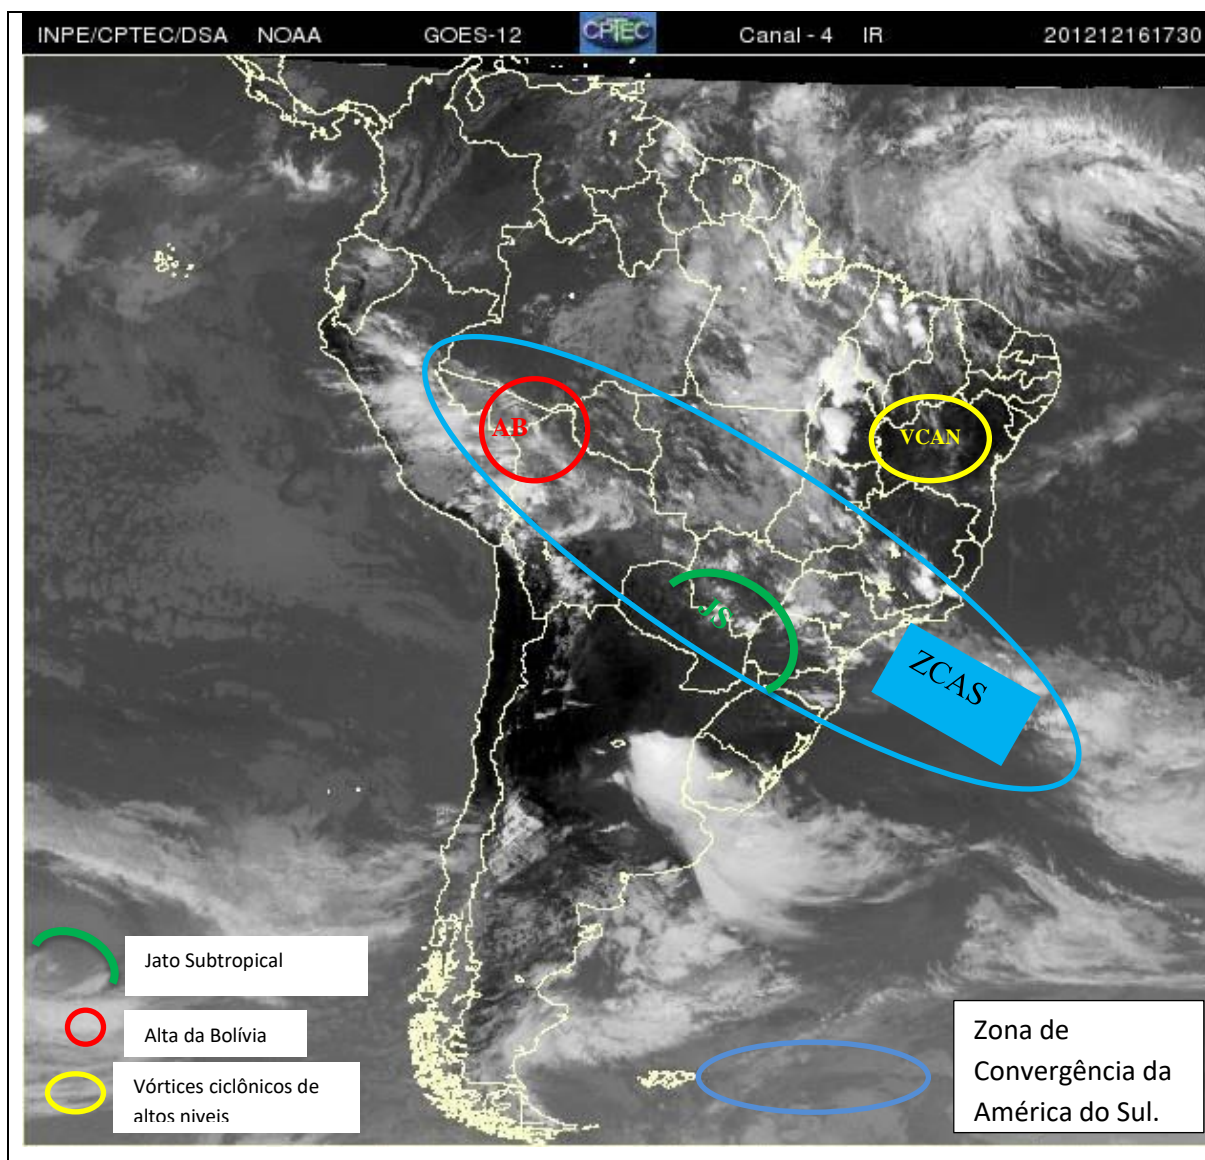 INPE/CPTEC/DSA NOAA GOES-12 CPTEC Canal - 4 IR 201212161730
AB
VCAN
JS
ZCAS
Jato Subtropical
Alta da Bolívia
Vórtices ciclônicos de
altos niveis
Zona de
Convergência da
América do Sul.